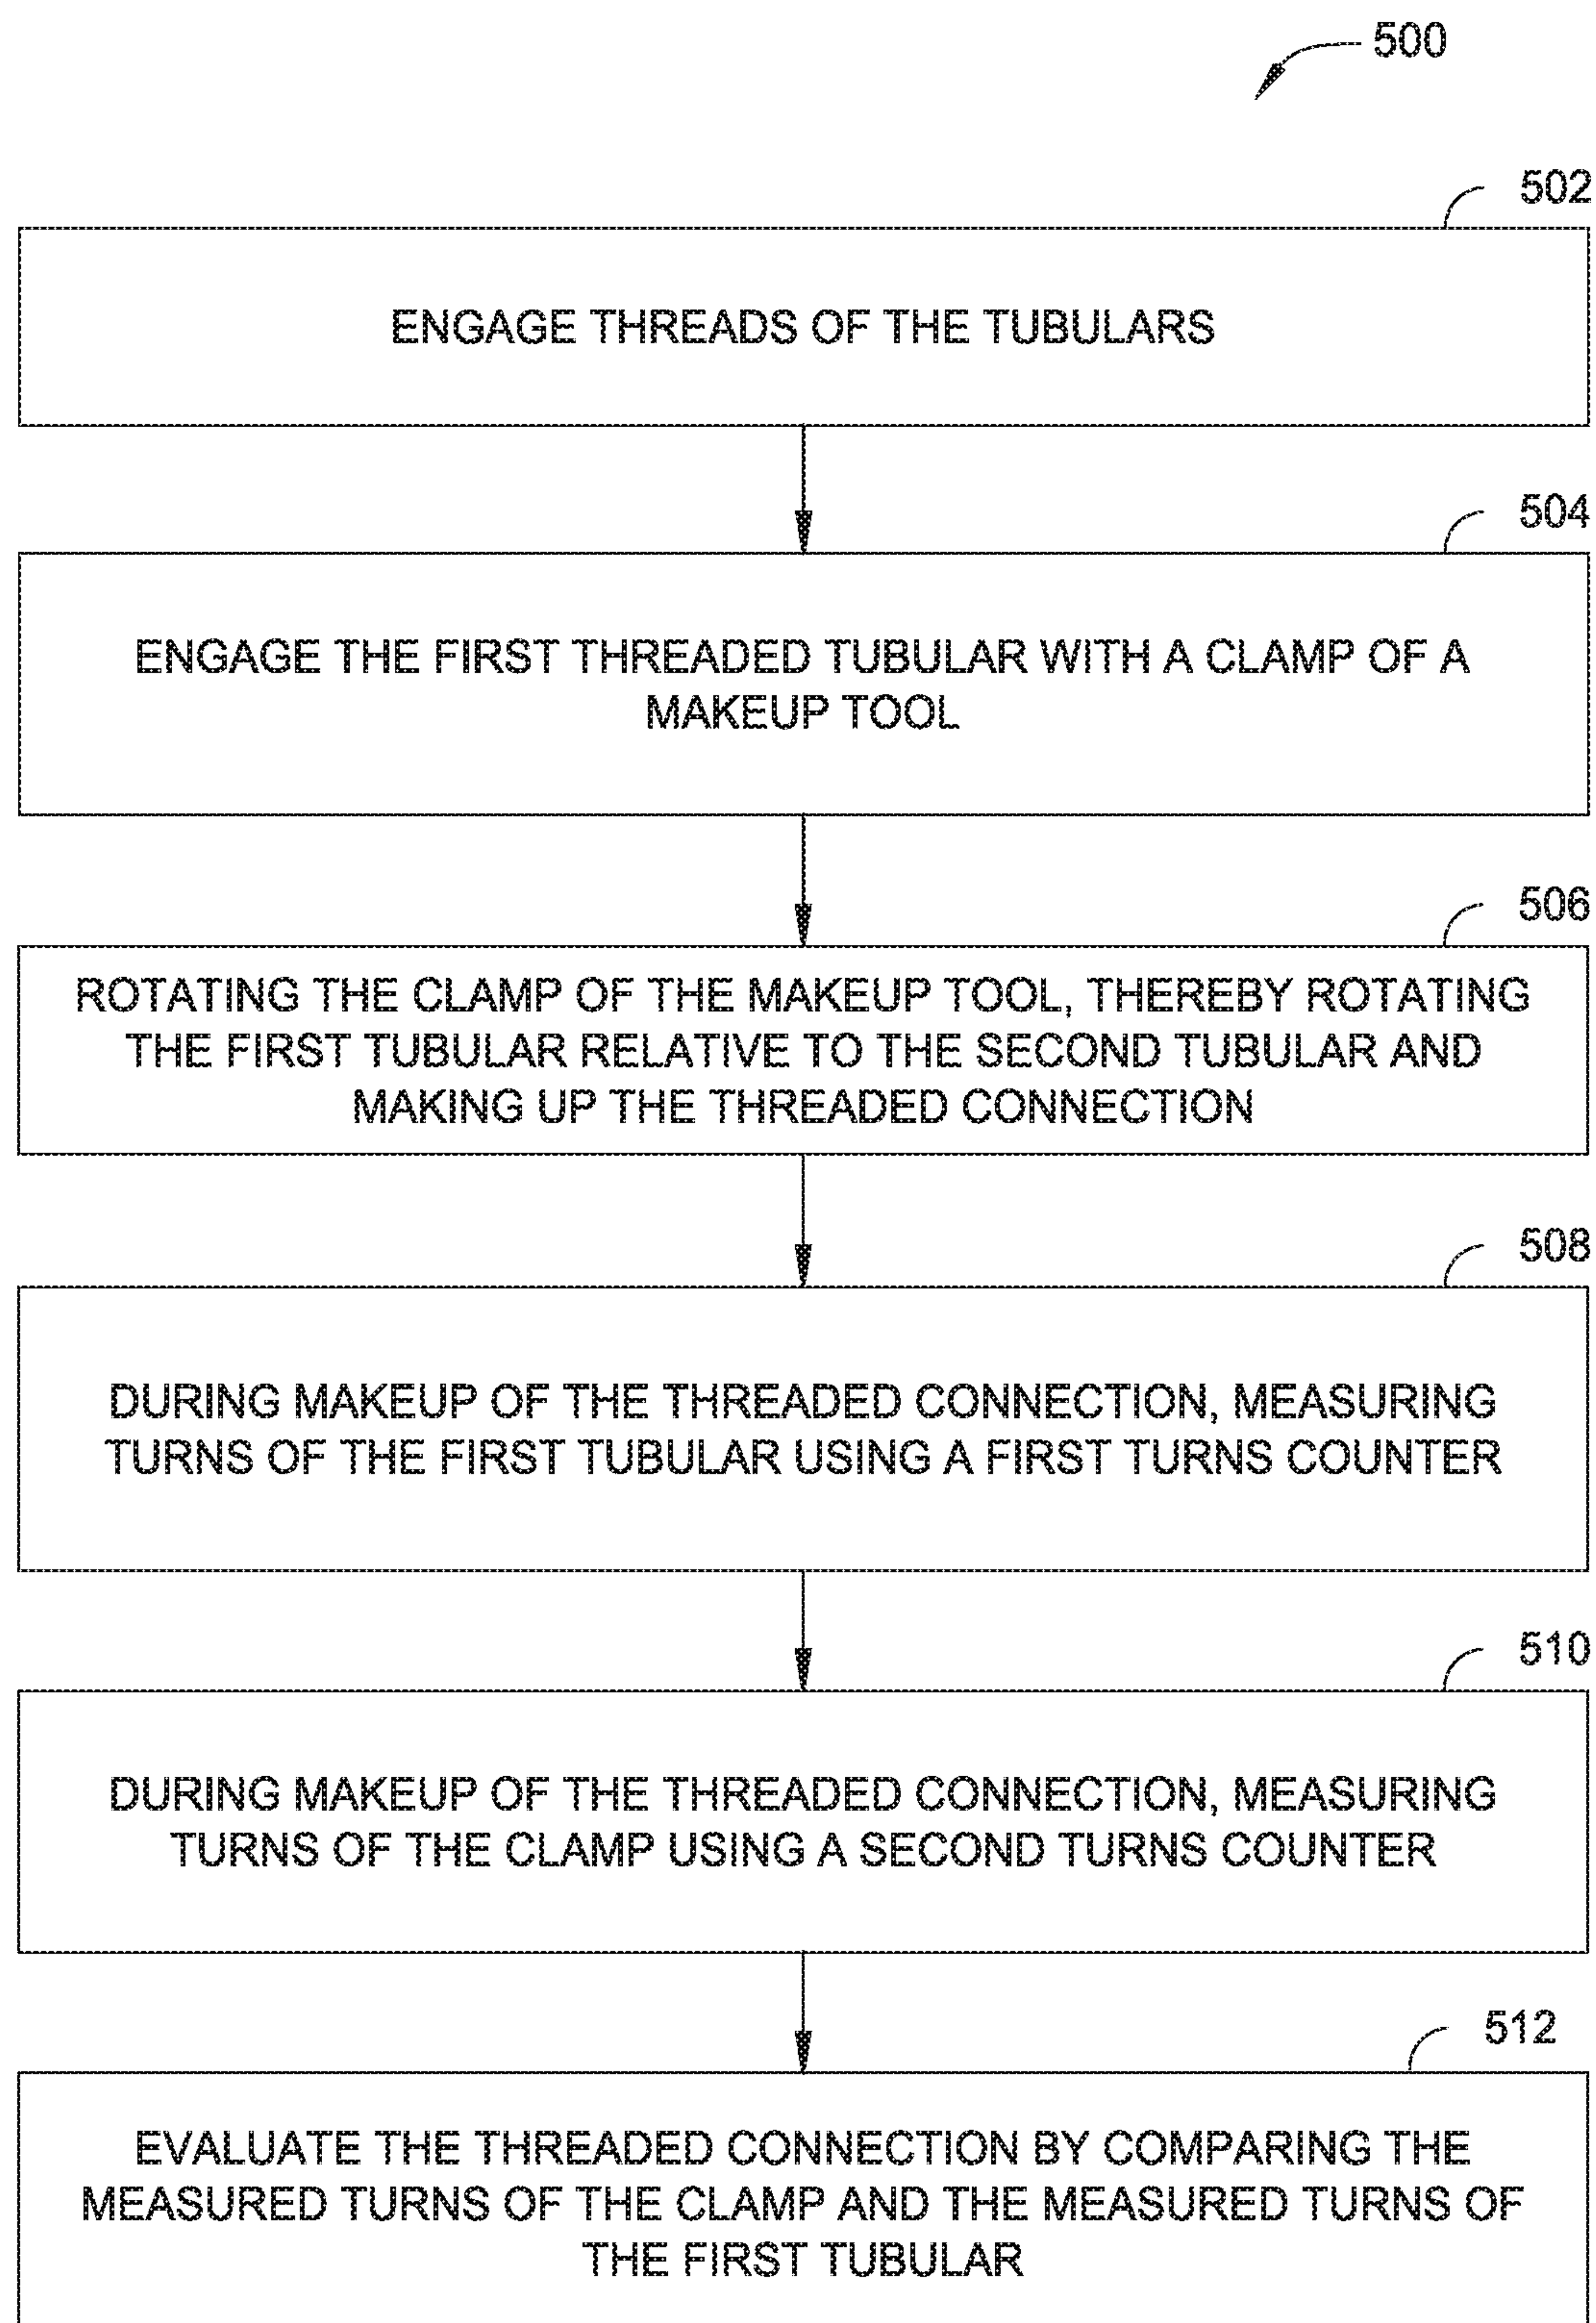 500
502
ENGAGE THREADS OF THE TUBULARS
504
ENGAGE THE FIRST THREADED TUBULAR WITH A CLAMP OF A
MAKEUP TOOL
506
ROTATING THE CLAMP OF THE MAKEUP TOOL, THEREBY ROTATING
THE FIRST TUBULAR RELATIVE TO THE SECOND TUBULAR AND
MAKING UP THE THREADED CONNECTION
508
DURING MAKEUP OF THE THREADED CONNECTION, MEASURING
TURNS OF THE FIRST TUBULAR USING A FIRST TURNS COUNTER
510
DURING MAKEUP OF THE THREADED CONNECTION, MEASURING
TURNS OF THE CLAMP USING A SECOND TURNS COUNTER
512
EVALUATE THE THREADED CONNECTION BY COMPARING THE
MEASURED TURNS OF THE CLAMP AND THE MEASURED TURNS OF
THE FIRST TUBULAR